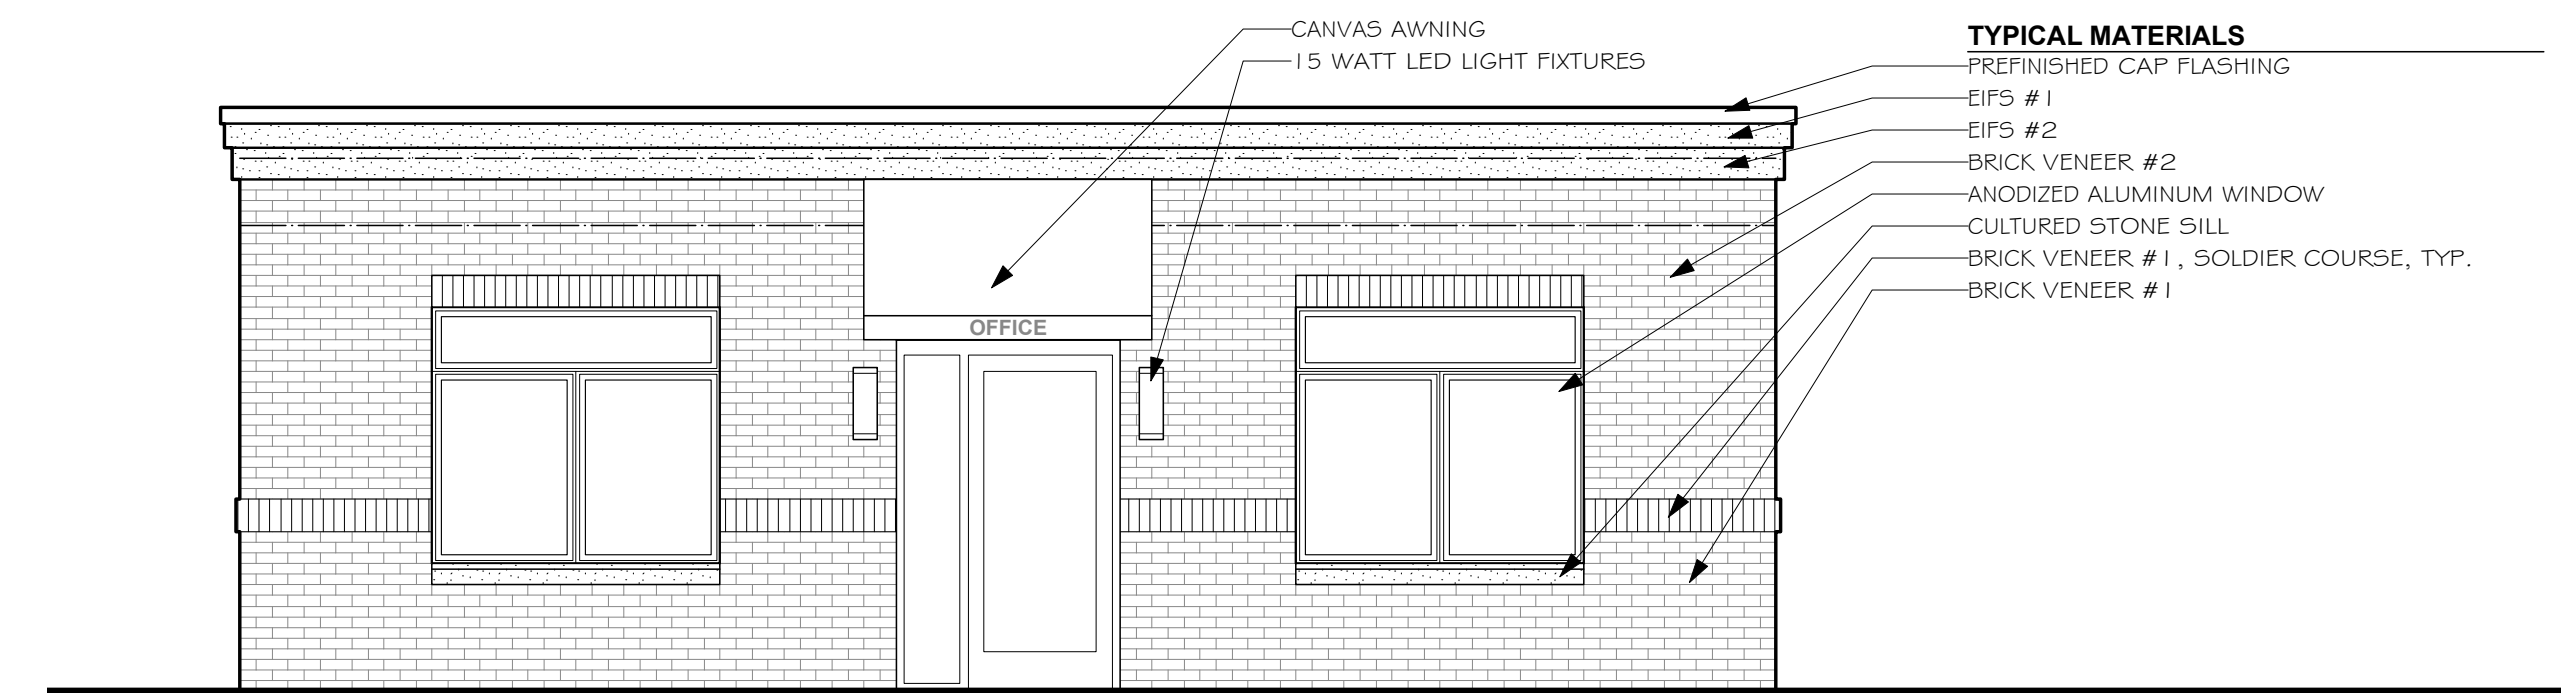 CANVAS AWNING
15 WATT LED LIGHT FIXTURES
TYPICAL MATERIALS
PREFINISHED CAP FLASHING
EIFS #1
EIFS #2
BRICK VENEER #2
ANODIZED ALUMINUM WINDOW
CULTURED STONE SILL
BRICK VENEER #1, SOLDIER COURSE, TYP.
BRICK VENEER #1
OFFICE